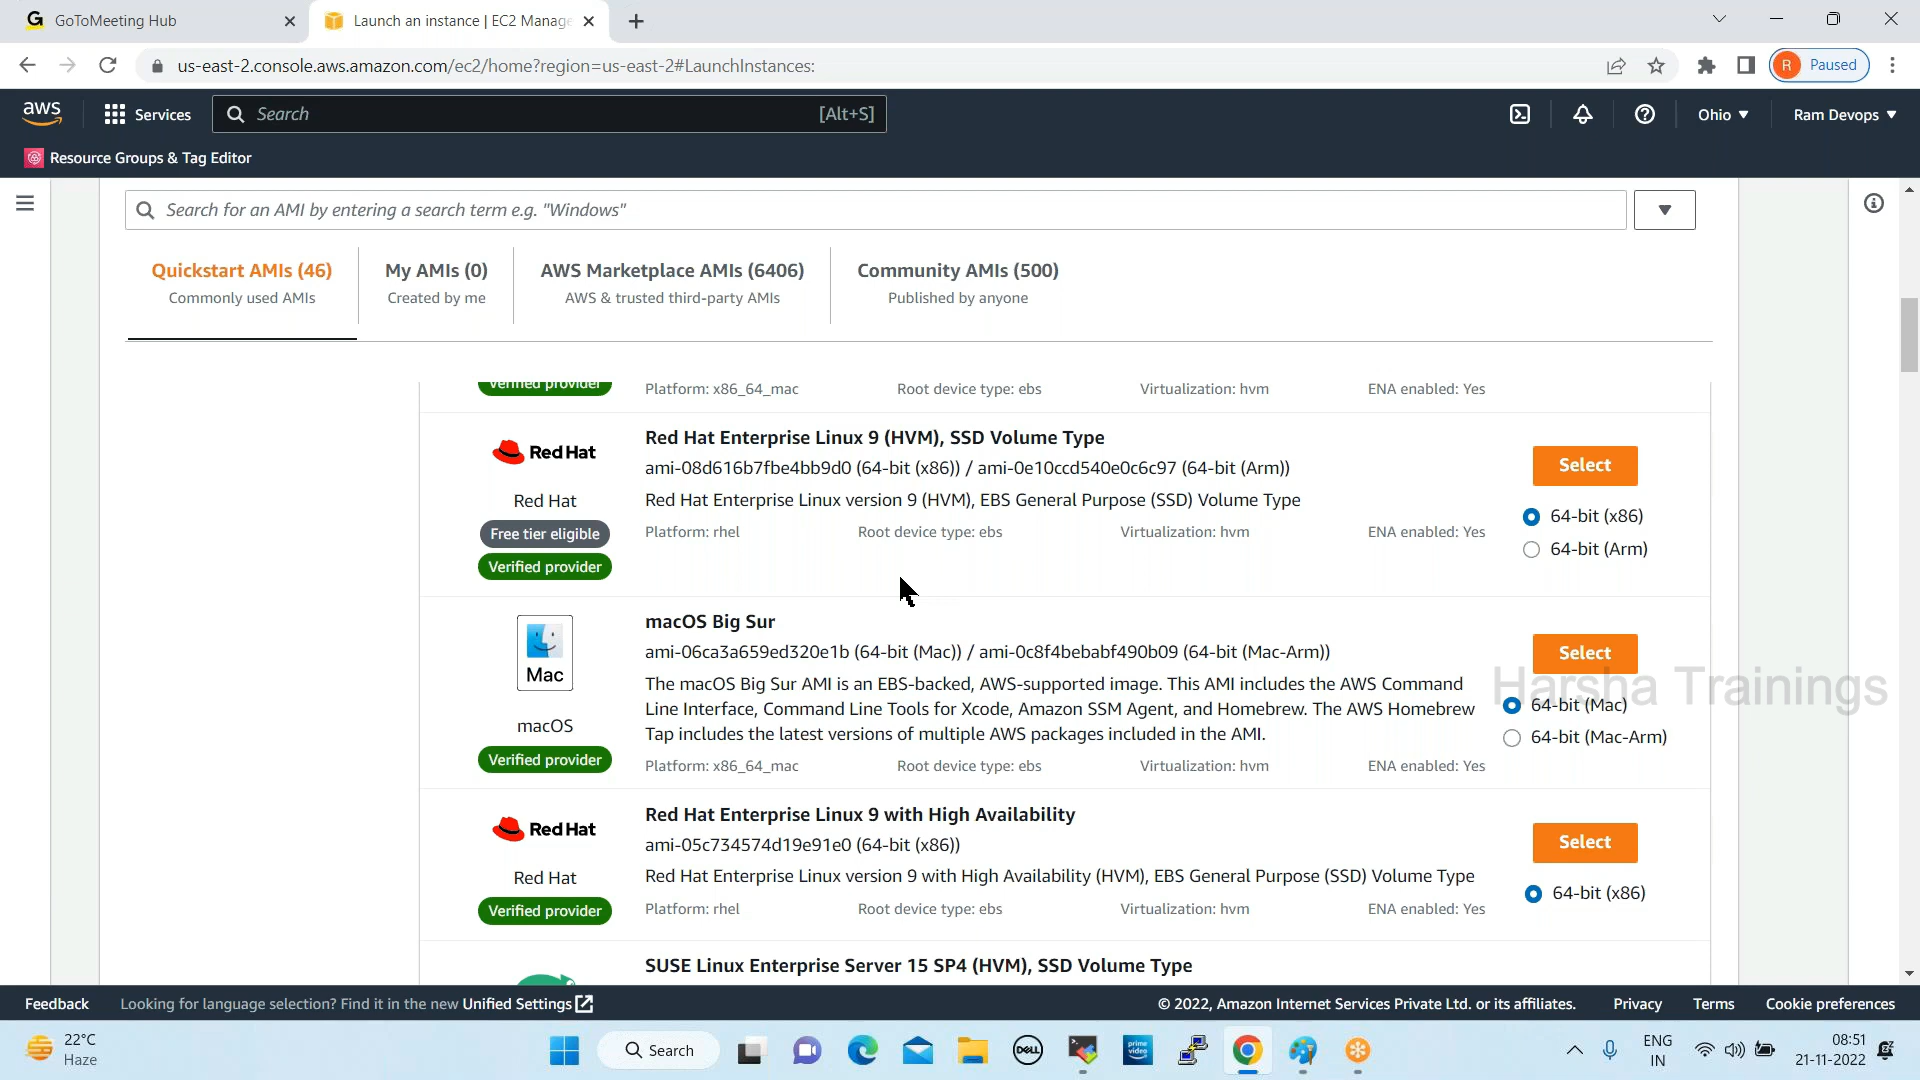 GoToMeeting Hub
Launch an instance | EC2 Manage
us-east-2.console.aws.amazon.com/ec2/home?region=us-east-2#LaunchInstances:
R Paused
aws
Services
Search [Alt+S]
Ohio
Ram Devops
Resource Groups & Tag Editor
Search for an AMI by entering a search term e.g. "Windows"
Quickstart AMIs (46)
Commonly used AMIs
My AMIs (0)
Created by me
AWS Marketplace AMIs (6406)
AWS & trusted third-party AMIs
Community AMIs (500)
Published by anyone
Verified provider
Platform: x86_64_mac Root device type: ebs Virtualization: hvm ENA enabled: Yes
Red Hat
Red Hat
Free tier eligible
Verified provider
Red Hat Enterprise Linux 9 (HVM), SSD Volume Type
ami-08d616b7fbe4bb9d0 (64-bit (x86)) / ami-0e10ccd540e0c6c97 (64-bit (Arm))
Red Hat Enterprise Linux version 9 (HVM), EBS General Purpose (SSD) Volume Type
Platform: rhel Root device type: ebs Virtualization: hvm ENA enabled: Yes
Select
64-bit (x86)
64-bit (Arm)
Mac
macOS
Verified provider
macOS Big Sur
ami-06ca3a659ed320e1b (64-bit (Mac)) / ami-0c8f4bebabf490b09 (64-bit (Mac-Arm))
The macOS Big Sur AMI is an EBS-backed, AWS-supported image. This AMI includes the AWS Command
Line Interface, Command Line Tools for Xcode, Amazon SSM Agent, and Homebrew. The AWS Homebrew
Tap includes the latest versions of multiple AWS packages included in the AMI.
Platform: x86_64_mac Root device type: ebs Virtualization: hvm ENA enabled: Yes
Select
64-bit (Mac)
64-bit (Mac-Arm)
Harsha Trainings
Red Hat
Red Hat
Verified provider
Red Hat Enterprise Linux 9 with High Availability
ami-05c734574d19e91e0 (64-bit (x86))
Red Hat Enterprise Linux version 9 with High Availability (HVM), EBS General Purpose (SSD) Volume Type
Platform: rhel Root device type: ebs Virtualization: hvm ENA enabled: Yes
Select
64-bit (x86)
SUSE Linux Enterprise Server 15 SP4 (HVM), SSD Volume Type
Feedback Looking for language selection? Find it in the new Unified Settings
© 2022, Amazon Internet Services Private Ltd. or its affiliates. Privacy Terms Cookie preferences
22°C
Haze
Search
DELL
prime video
ENG
IN
08:51
21-11-2022